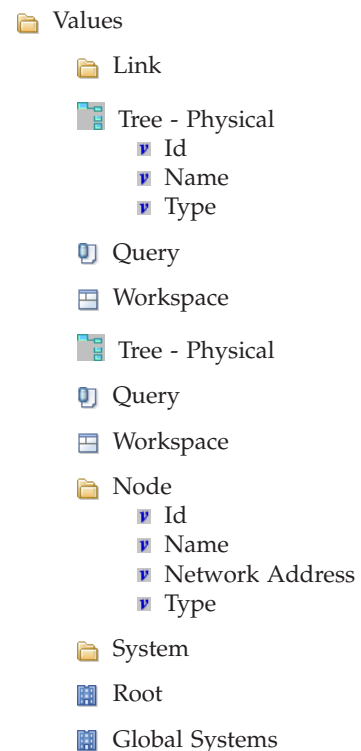 Values
Link
Tree - Physical
Id
Name
Type
Query
Workspace
Tree - Physical
Query
Workspace
Node
Id
Name
Network Address
Type
System
Root
Global Systems